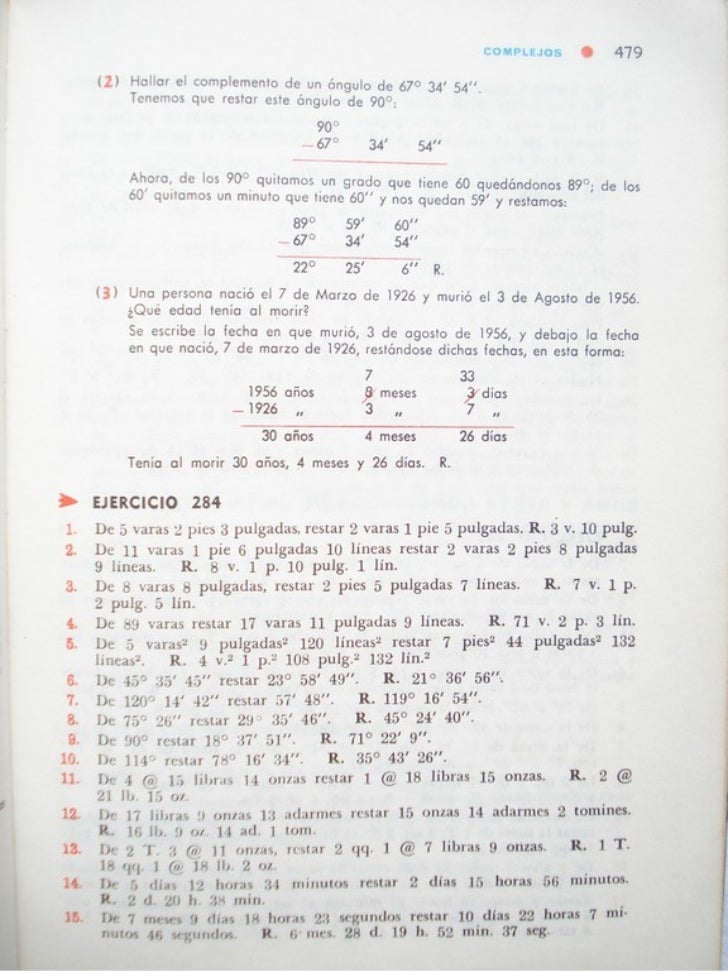 COMPLEJOS ● 479
(2) Hallar el complemento de un ángulo de 67° 34' 54''.
Tenemos que restar este ángulo de 90°:
90°
— 67° 34' 54''
Ahora, de los 90° quitamos un grado que tiene 60 quedándonos 89°; de los
60' quitamos un minuto que tiene 60'' y nos quedan 59' y restamos:
89° 59' 60''
— 67° 34' 54''
22° 25' 6'' R.
(3) Una persona nació el 7 de Marzo de 1926 y murió el 3 de Agosto de 1956.
¿Qué edad tenía al morir?
Se escribe la fecha en que murió, 3 de agosto de 1956, y debajo la fecha
en que nació, 7 de marzo de 1926, restándose dichas fechas, en esta forma:
7 33
1956 años 8 meses 3 días
— 1926 „ 3 „ 7 „
30 años 4 meses 26 días
Tenía al morir 30 años, 4 meses y 26 días. R.
EJERCICIO 284
1. De 5 varas 2 pies 3 pulgadas, restar 2 varas 1 pie 5 pulgadas. R. 3 v. 10 pulg.
2. De 11 varas 1 pie 6 pulgadas 10 líneas restar 2 varas 2 pies 8 pulgadas
9 líneas. R. 8 v. 1 p. 10 pulg. 1 lín.
3. De 8 varas 8 pulgadas, restar 2 pies 5 pulgadas 7 líneas. R. 7 v. 1 p.
2 pulg. 5 lín.
4. De 89 varas restar 17 varas 11 pulgadas 9 líneas. R. 71 v. 2 p. 3 lín.
5. De 5 varas² 9 pulgadas² 120 líneas² restar 7 pies² 44 pulgadas² 132
líneas². R. 4 v.² 1 p.² 108 pulg.² 132 lín.²
6. De 45° 35' 45'' restar 23° 58' 49''. R. 21° 36' 56''.
7. De 120° 14' 42'' restar 57' 48''. R. 119° 16' 54''.
8. De 75° 26'' restar 29° 35' 46''. R. 45° 24' 40''.
9. De 90° restar 18° 37' 51''. R. 71° 22' 9''.
10. De 114° restar 78° 16' 34''. R. 35° 43' 26''.
11. De 4 @ 15 libras 14 onzas restar 1 @ 18 libras 15 onzas. R. 2 @
21 lb. 15 oz.
12. De 17 libras 9 onzas 13 adarmes restar 15 onzas 14 adarmes 2 tomines.
R. 16 lb. 9 oz. 14 ad. 1 tom.
13. De 2 T. 3 @ 11 onzas, restar 2 qq. 1 @ 7 libras 9 onzas. R. 1 T.
18 qq. 1 @ 18 lb. 2 oz.
14. De 5 días 12 horas 34 minutos restar 2 días 15 horas 56 minutos.
R. 2 d. 20 h. 38 min.
15. De 7 meses 9 días 18 horas 23 segundos restar 10 días 22 horas 7 mi-
nutos 46 segundos. R. 6 mes. 28 d. 19 h. 52 min. 37 seg.